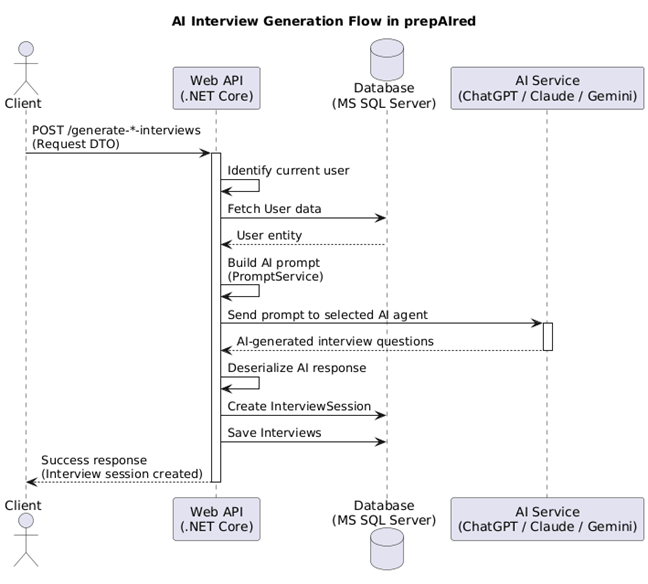 AI Interview Generation Flow in prepAIred
Client
Web API
(.NET Core)
Database
(MS SQL Server)
AI Service
(ChatGPT / Claude / Gemini)
POST /generate-*-interviews
(Request DTO)
Identify current user
Fetch User data
User entity
Build AI prompt
(PromptService)
Send prompt to selected AI agent
AI-generated interview questions
Deserialize AI response
Create InterviewSession
Save Interviews
Success response
(Interview session created)
Client
Web API
(.NET Core)
Database
(MS SQL Server)
AI Service
(ChatGPT / Claude / Gemini)